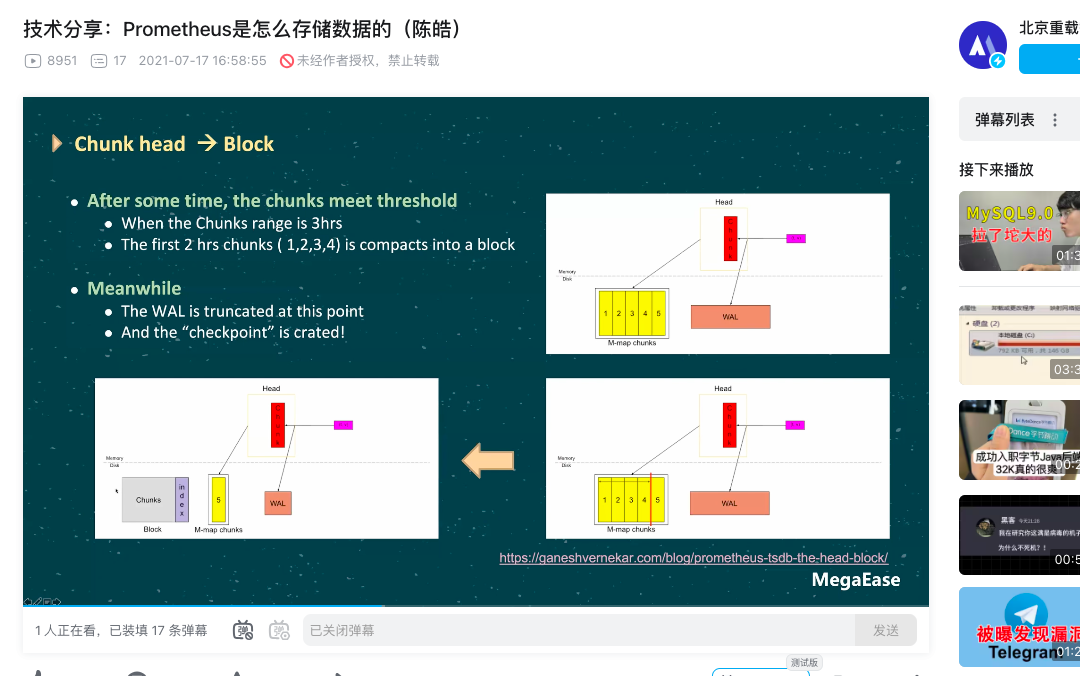 技术分享：Prometheus是怎么存储数据的（陈皓）
8951 17 2021-07-17 16:58:55 未经作者授权，禁止转载
Chunk head → Block
After some time, the chunks meet threshold
When the Chunks range is 3hrs
The first 2 hrs chunks ( 1,2,3,4) is compacts into a block
Meanwhile
The WAL is truncated at this point
And the “checkpoint” is crated!
Head
Memory
Disk
1 2 3 4 5
WAL
M-map chunks
Head
Memory
Disk
Chunks
index
5
WAL
Block
M-map chunks
Head
Memory
Disk
1 2 3 4 5
WAL
M-map chunks
https://ganeshvernekar.com/blog/prometheus-tsdb-the-head-block/
MegaEase
1 人正在看，已装填 17 条弹幕
已关闭弹幕
发送
测试版
北京重载
弹幕列表
接下来播放
MySQL9.0
拉了坨大的
01:3
硬盘 (2)
本地磁盘 (C:)
03:3
成功入职字节Java后端
32K真的很爽?
00:2
黑客
我在研究你这满是病毒的机子
为什么不死机？！
00:5
被曝发现漏洞
Telegram
01:2